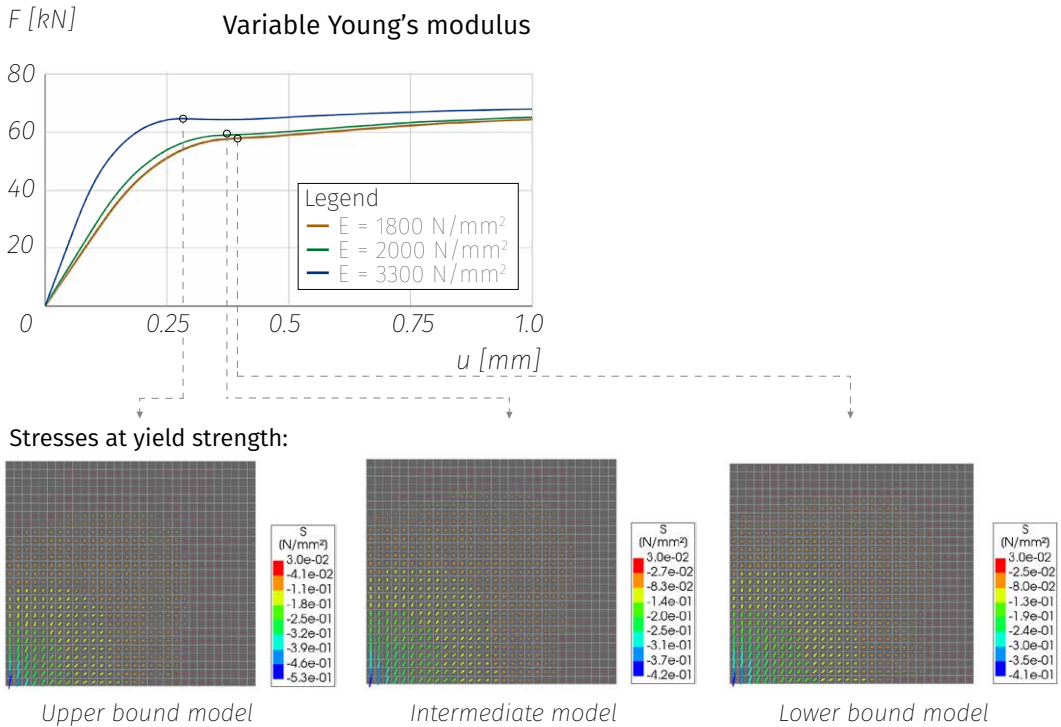 F [kN]
Variable Young's modulus
80
60
40
20
0
0.25
0.5
0.75
1.0
u [mm]
Legend
E = 1800 N/mm²
E = 2000 N/mm²
E = 3300 N/mm²
Stresses at yield strength:
S
(N/mm²)
3.0e-02
-4.1e-02
-1.1e-01
-1.8e-01
-2.5e-01
-3.2e-01
-3.9e-01
-4.6e-01
-5.3e-01
S
(N/mm²)
3.0e-02
-2.7e-02
-8.3e-02
-1.4e-01
-2.0e-01
-2.5e-01
-3.1e-01
-3.7e-01
-4.2e-01
S
(N/mm²)
3.0e-02
-2.5e-02
-8.0e-02
-1.3e-01
-1.9e-01
-2.4e-01
-3.0e-01
-3.5e-01
-4.1e-01
Upper bound model
Intermediate model
Lower bound model